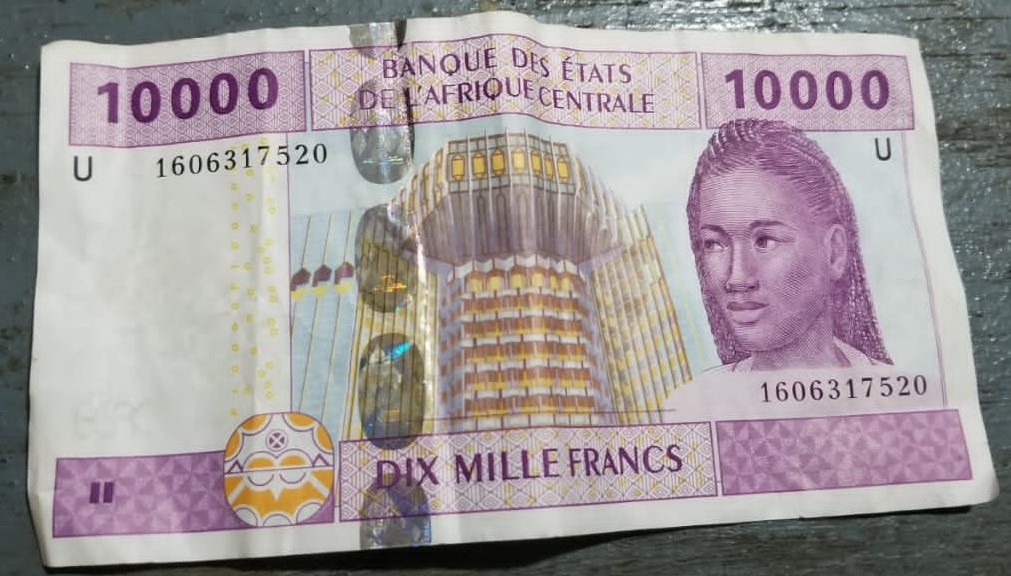 10000
BANQUE DES ÉTATS
DE L'AFRIQUE CENTRALE
10000
U
1606317520
U
1606317520
DIX MILLE FRANCS